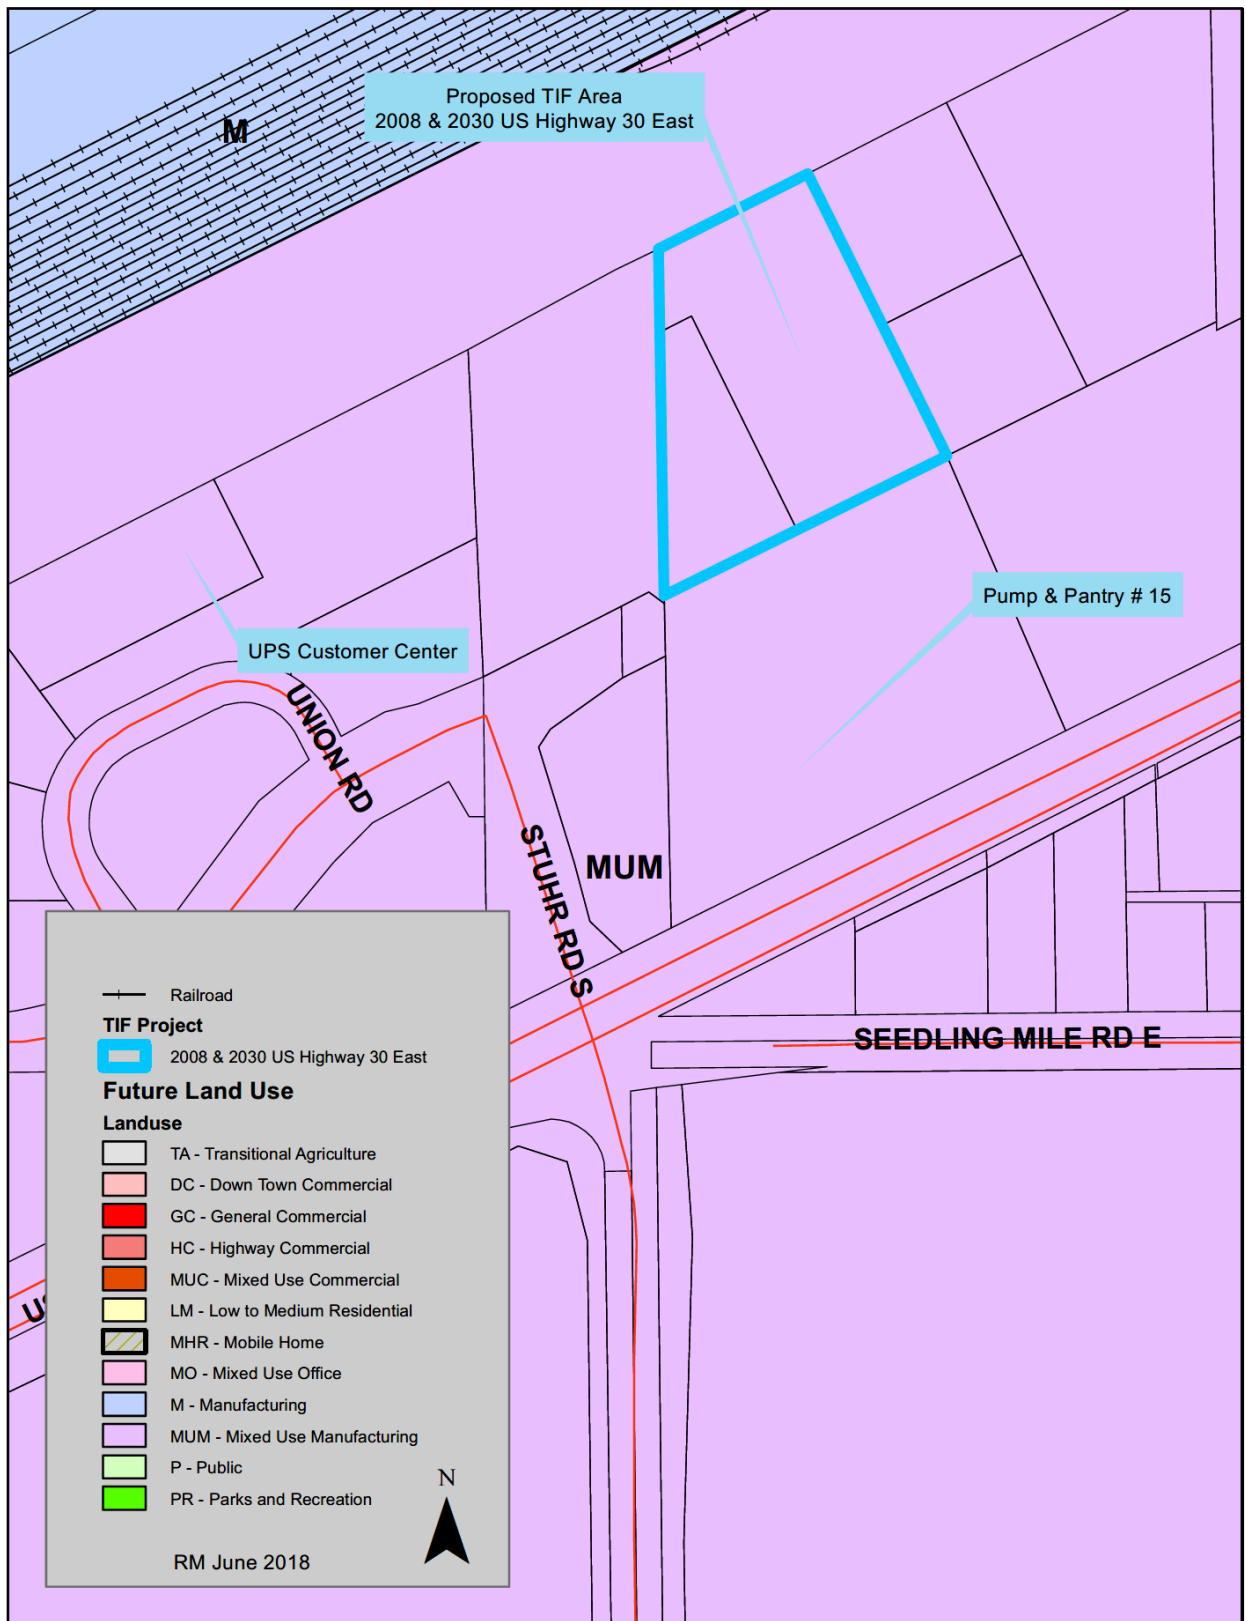 M
Proposed TIF Area
2008 & 2030 US Highway 30 East
Pump & Pantry # 15
UPS Customer Center
UNION RD
STUHR RD S
MUM
SEEDLING MILE RD E
US
Railroad
TIF Project
2008 & 2030 US Highway 30 East
Future Land Use
Landuse
TA - Transitional Agriculture
DC - Down Town Commercial
GC - General Commercial
HC - Highway Commercial
MUC - Mixed Use Commercial
LM - Low to Medium Residential
MHR - Mobile Home
MO - Mixed Use Office
M - Manufacturing
MUM - Mixed Use Manufacturing
P - Public
PR - Parks and Recreation
N
RM June 2018